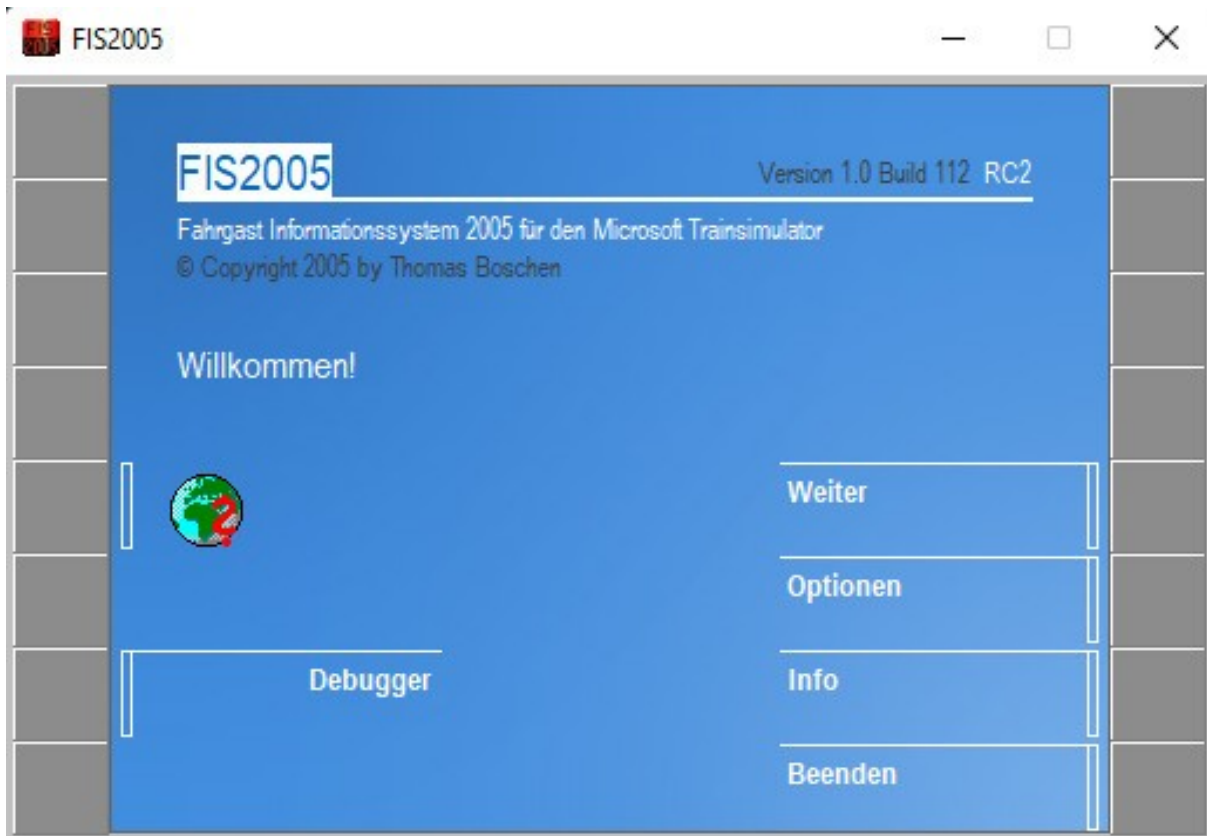 FIS2005
FIS2005
Version 1.0 Build 112 RC2
Fahrgast Informationssystem 2005 für den Microsoft Trainsimulator
© Copyright 2005 by Thomas Boschen
Willkommen!
Weiter
Optionen
Debugger
Info
Beenden